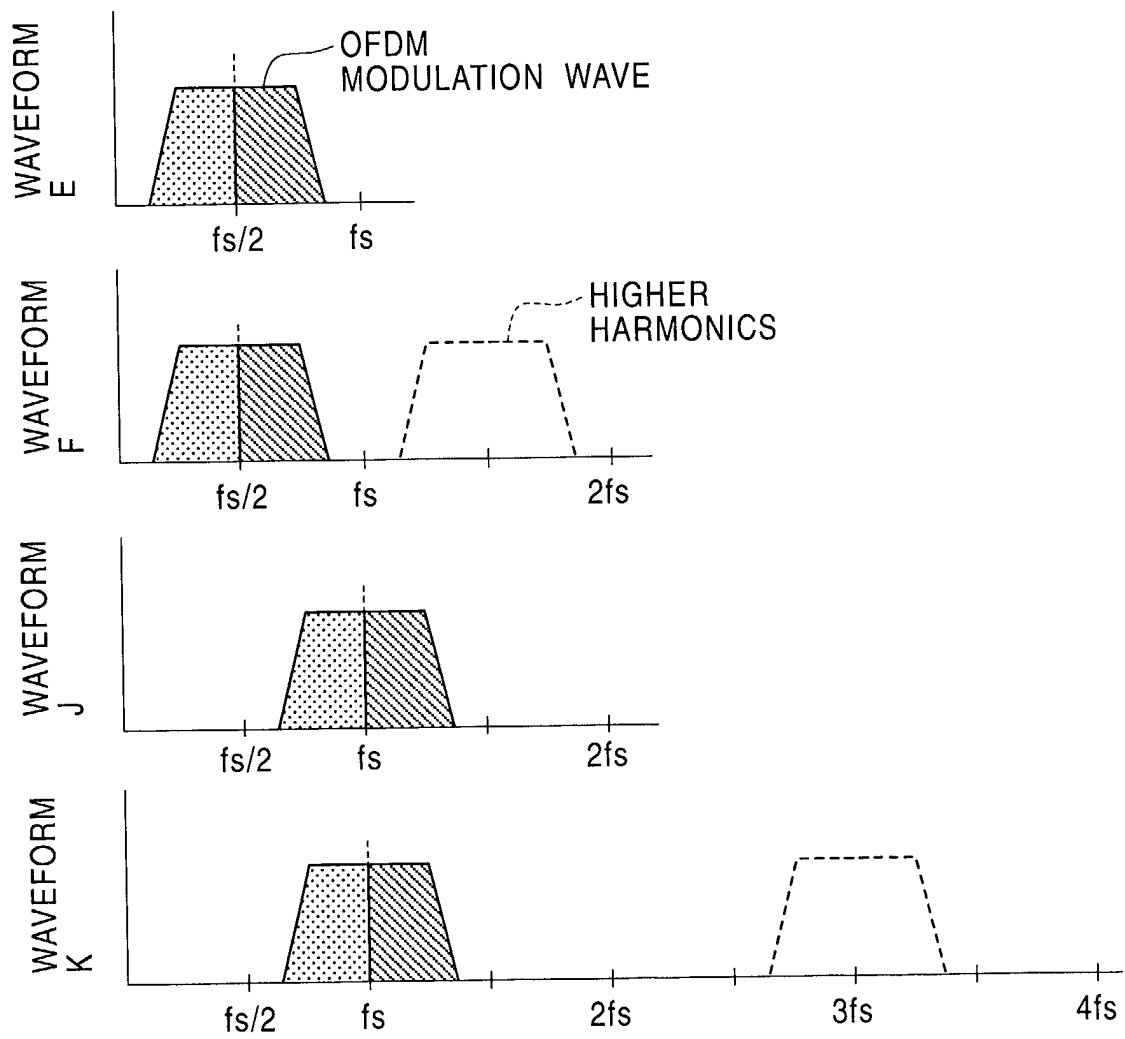 WAVEFORM
E
OFDM
MODULATION WAVE
fs/2 fs
WAVEFORM
F
HIGHER
HARMONICS
fs/2 fs 2fs
WAVEFORM
J
fs/2 fs 2fs
WAVEFORM
K
fs/2 fs 2fs 3fs 4fs